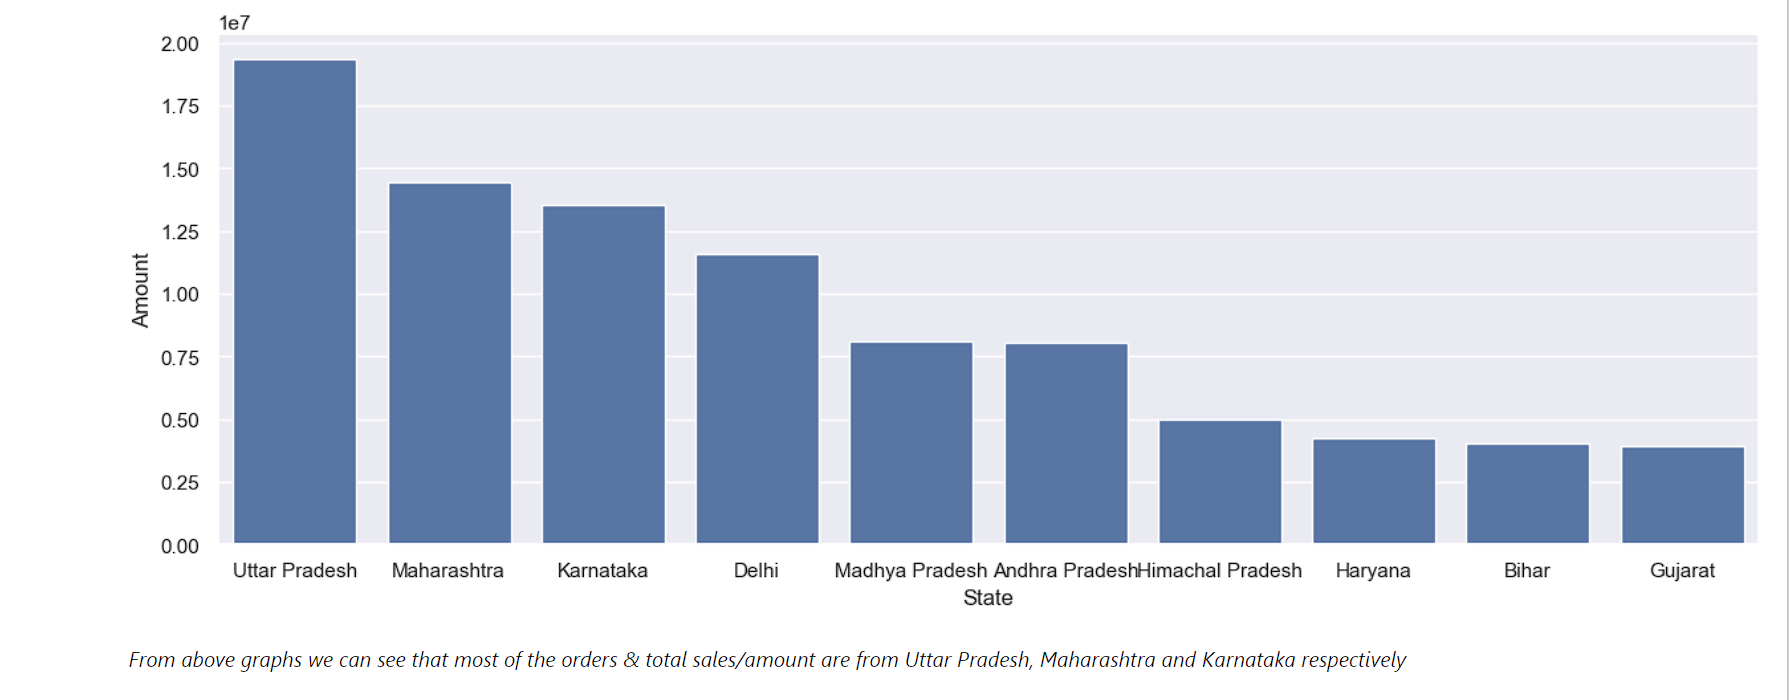 1e7
2.00
1.75
1.50
1.25
1.00
0.75
0.50
0.25
0.00
Amount
Uttar Pradesh Maharashtra Karnataka Delhi Madhya Pradesh Andhra Pradesh Himachal Pradesh Haryana Bihar Gujarat
State
From above graphs we can see that most of the orders & total sales/amount are from Uttar Pradesh, Maharashtra and Karnataka respectively